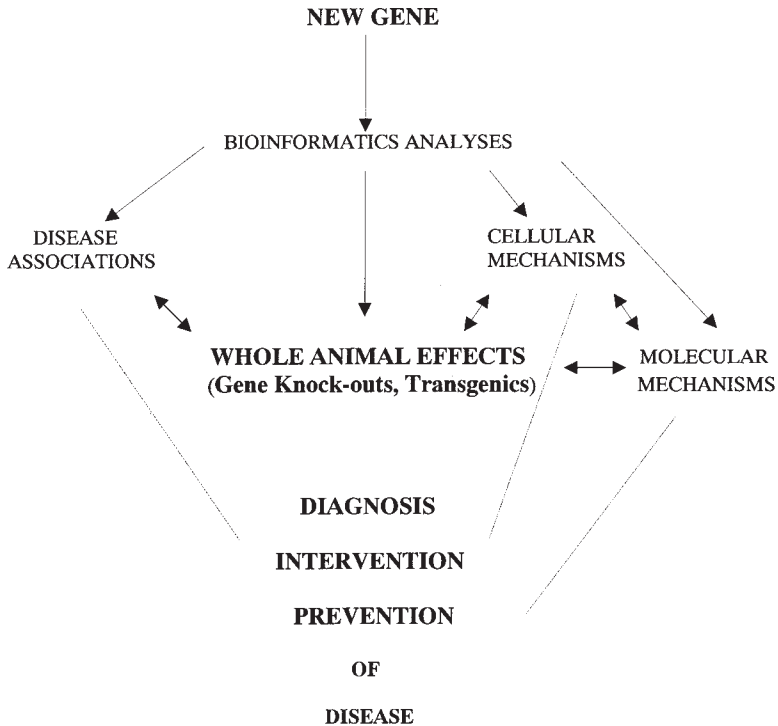 NEW GENE
BIOINFORMATICS ANALYSES
DISEASE
ASSOCIATIONS
CELLULAR
MECHANISMS
WHOLE ANIMAL EFFECTS
(Gene Knock-outs, Transgenics)
MOLECULAR
MECHANISMS
DIAGNOSIS
INTERVENTION
PREVENTION
OF
DISEASE